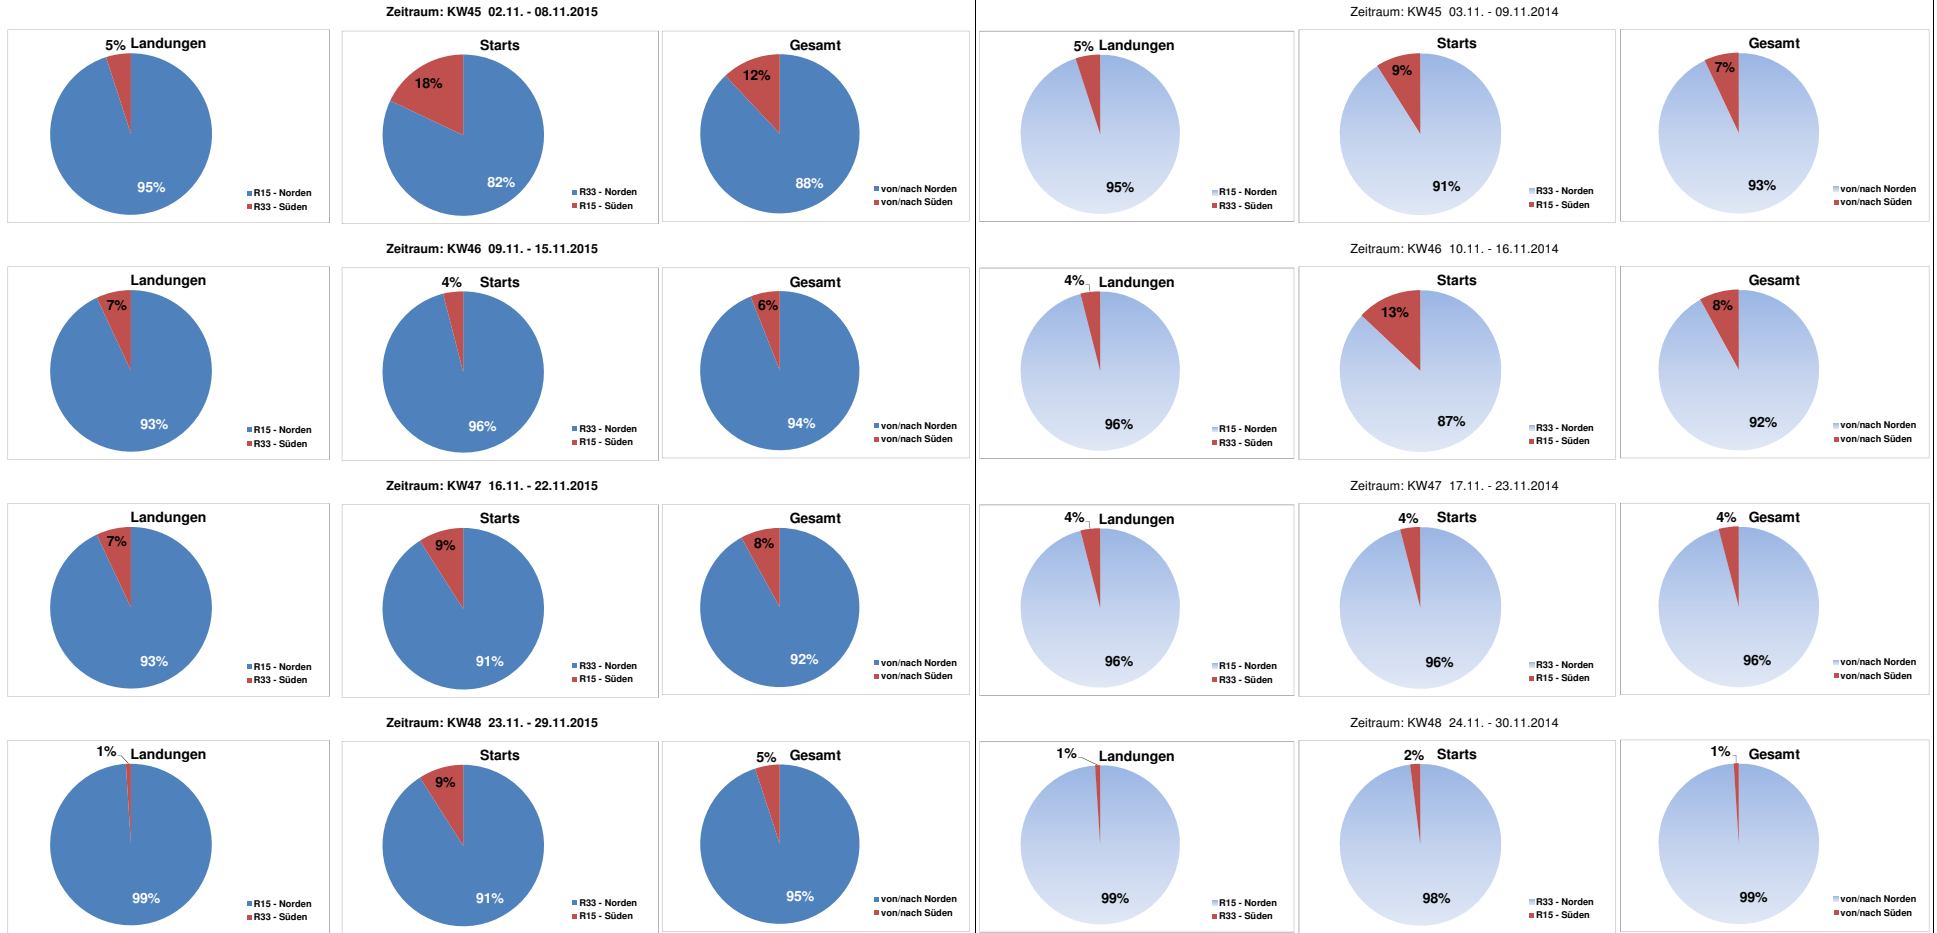 Zeitraum: KW45 02.11. - 08.11.2015
5% Landungen
95%
R15 - Norden
R33 - Süden
Starts
18%
82%
R33 - Norden
R15 - Süden
Gesamt
12%
88%
von/nach Norden
von/nach Süden
Zeitraum: KW45 03.11. - 09.11.2014
5% Landungen
95%
R15 - Norden
R33 - Süden
Starts
9%
91%
R33 - Norden
R15 - Süden
Gesamt
7%
93%
von/nach Norden
von/nach Süden
Zeitraum: KW46 09.11. - 15.11.2015
Landungen
7%
93%
R15 - Norden
R33 - Süden
4% Starts
96%
R33 - Norden
R15 - Süden
Gesamt
6%
94%
von/nach Norden
von/nach Süden
Zeitraum: KW46 10.11. - 16.11.2014
4% Landungen
96%
R15 - Norden
R33 - Süden
Starts
13%
87%
R33 - Norden
R15 - Süden
Gesamt
8%
92%
von/nach Norden
von/nach Süden
Zeitraum: KW47 16.11. - 22.11.2015
Landungen
7%
93%
R15 - Norden
R33 - Süden
Starts
9%
91%
R33 - Norden
R15 - Süden
Gesamt
8%
92%
von/nach Norden
von/nach Süden
Zeitraum: KW47 17.11. - 23.11.2014
4% Landungen
96%
R15 - Norden
R33 - Süden
4% Starts
96%
R33 - Norden
R15 - Süden
4% Gesamt
96%
von/nach Norden
von/nach Süden
Zeitraum: KW48 23.11. - 29.11.2015
1% Landungen
99%
R15 - Norden
R33 - Süden
Starts
9%
91%
R33 - Norden
R15 - Süden
5% Gesamt
95%
von/nach Norden
von/nach Süden
Zeitraum: KW48 24.11. - 30.11.2014
1% Landungen
99%
R15 - Norden
R33 - Süden
2% Starts
98%
R33 - Norden
R15 - Süden
1% Gesamt
99%
von/nach Norden
von/nach Süden